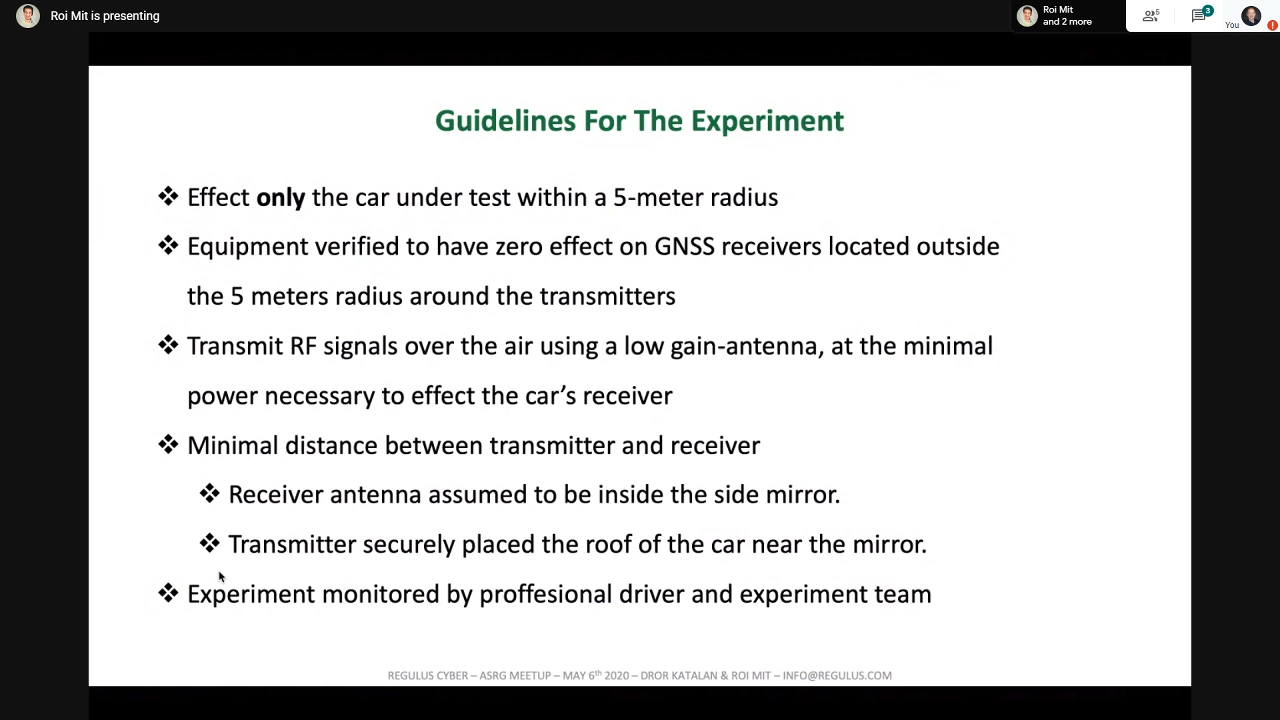 Roi Mit is presenting
Roi Mit
and 2 more
5
3
You
Guidelines For The Experiment
❖ Effect only the car under test within a 5-meter radius
❖ Equipment verified to have zero effect on GNSS receivers located outside
the 5 meters radius around the transmitters
❖ Transmit RF signals over the air using a low gain-antenna, at the minimal
power necessary to effect the car’s receiver
❖ Minimal distance between transmitter and receiver
❖ Receiver antenna assumed to be inside the side mirror.
❖ Transmitter securely placed the roof of the car near the mirror.
❖ Experiment monitored by proffesional driver and experiment team
REGULUS CYBER – ASRG MEETUP – MAY 6th 2020 – DROR KATALAN & ROI MIT – INFO@REGULUS.COM